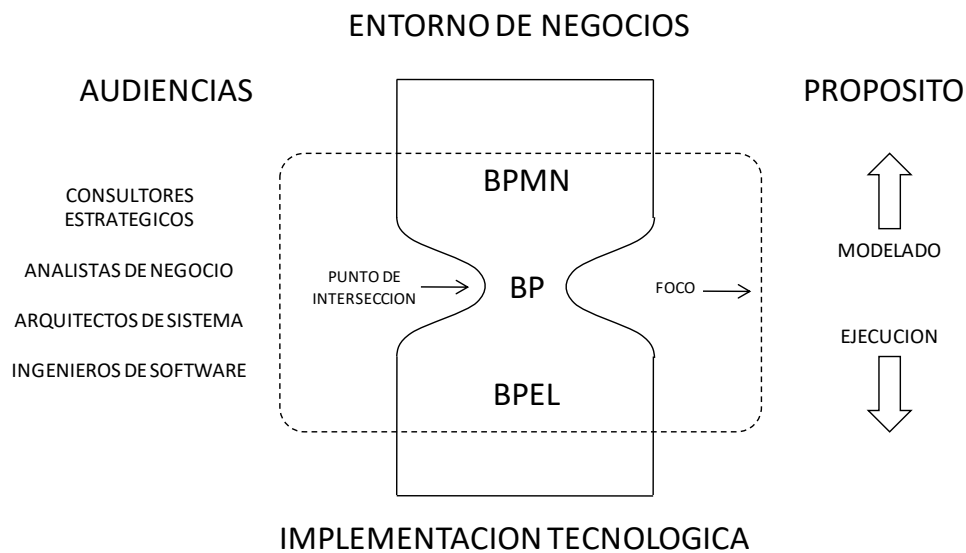 ENTORNO DE NEGOCIOS
AUDIENCIAS
PROPOSITO
CONSULTORES
ESTRATEGICOS
ANALISTAS DE NEGOCIO
ARQUITECTOS DE SISTEMA
INGENIEROS DE SOFTWARE
BPMN
PUNTO DE
INTERSECCION
BP
FOCO
BPEL
MODELADO
EJECUCION
IMPLEMENTACION TECNOLOGICA